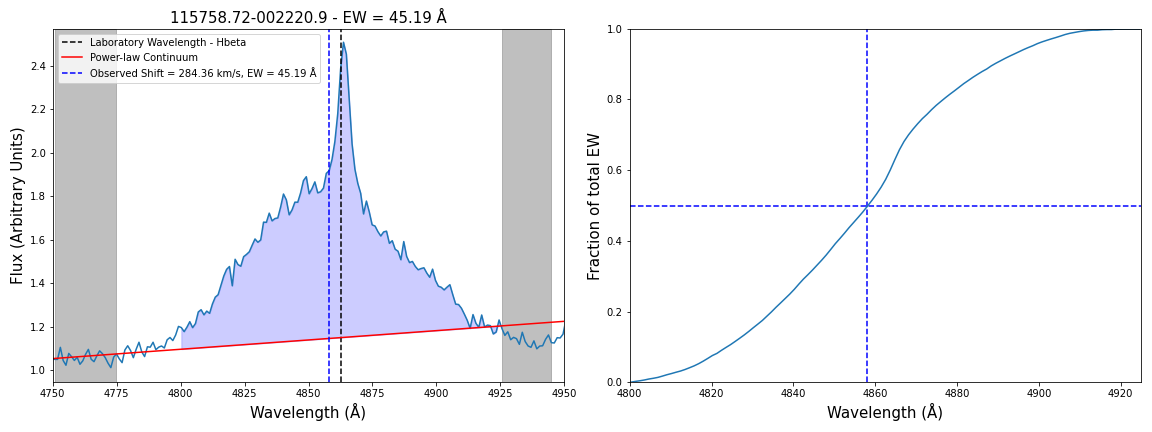 115758.72-002220.9 - EW = 45.19 Å
Laboratory Wavelength - Hbeta
Power-law Continuum
Observed Shift = 284.36 km/s, EW = 45.19 Å
Flux (Arbitrary Units)
2.4
2.2
2.0
1.8
1.6
1.4
1.2
1.0
4750 4775 4800 4825 4850 4875 4900 4925 4950
Wavelength (Å)
Fraction of total EW
1.0
0.8
0.6
0.4
0.2
0.0
4800 4820 4840 4860 4880 4900 4920
Wavelength (Å)